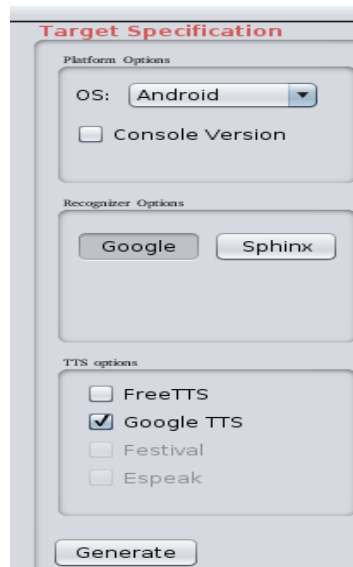 Target Specification
Platform Options
OS: Android
Console Version
Recognizer Options
Google Sphinx
TTS options
FreeTTS
Google TTS
Festival
Espeak
Generate